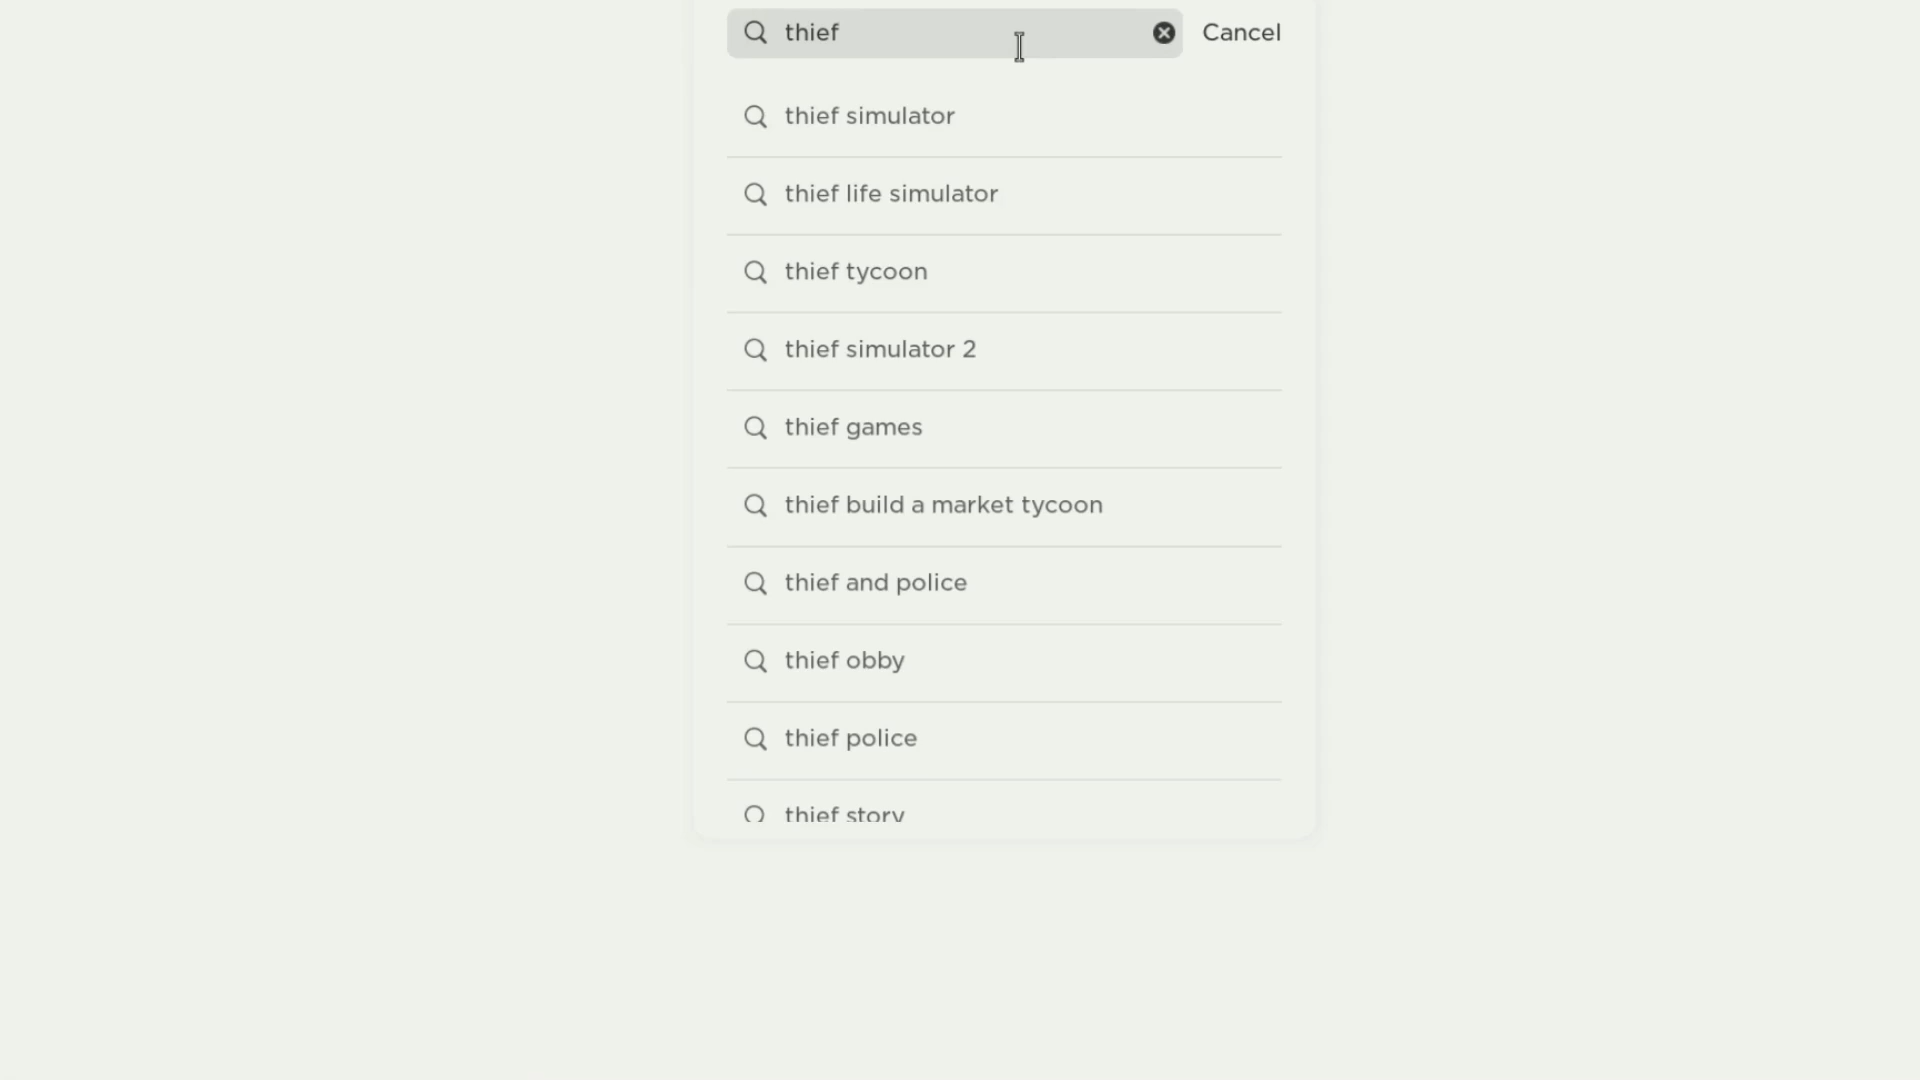 thief
Cancel
thief simulator
thief life simulator
thief tycoon
thief simulator 2
thief games
thief build a market tycoon
thief and police
thief obby
thief police
thief story